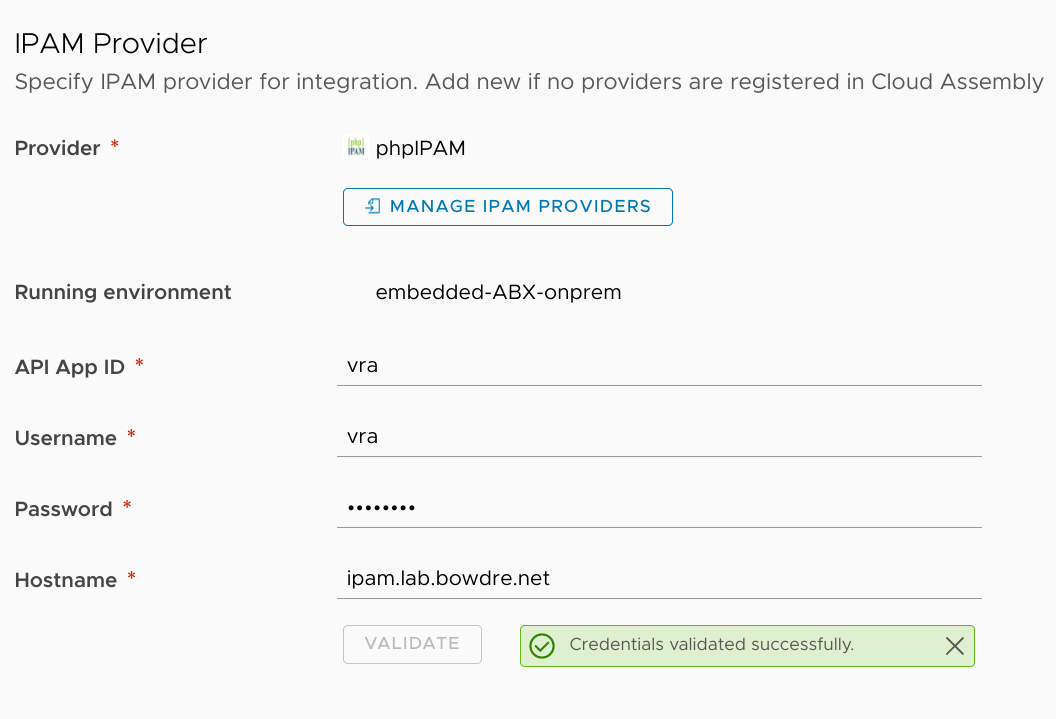 IPAM Provider
Specify IPAM provider for integration. Add new if no providers are registered in Cloud Assembly
Provider *
{php} IPAM phpIPAM
MANAGE IPAM PROVIDERS
Running environment embedded-ABX-onprem
API App ID * vra
Username * vra
Password * ••••••••
Hostname * ipam.lab.bowdre.net
VALIDATE Credentials validated successfully.